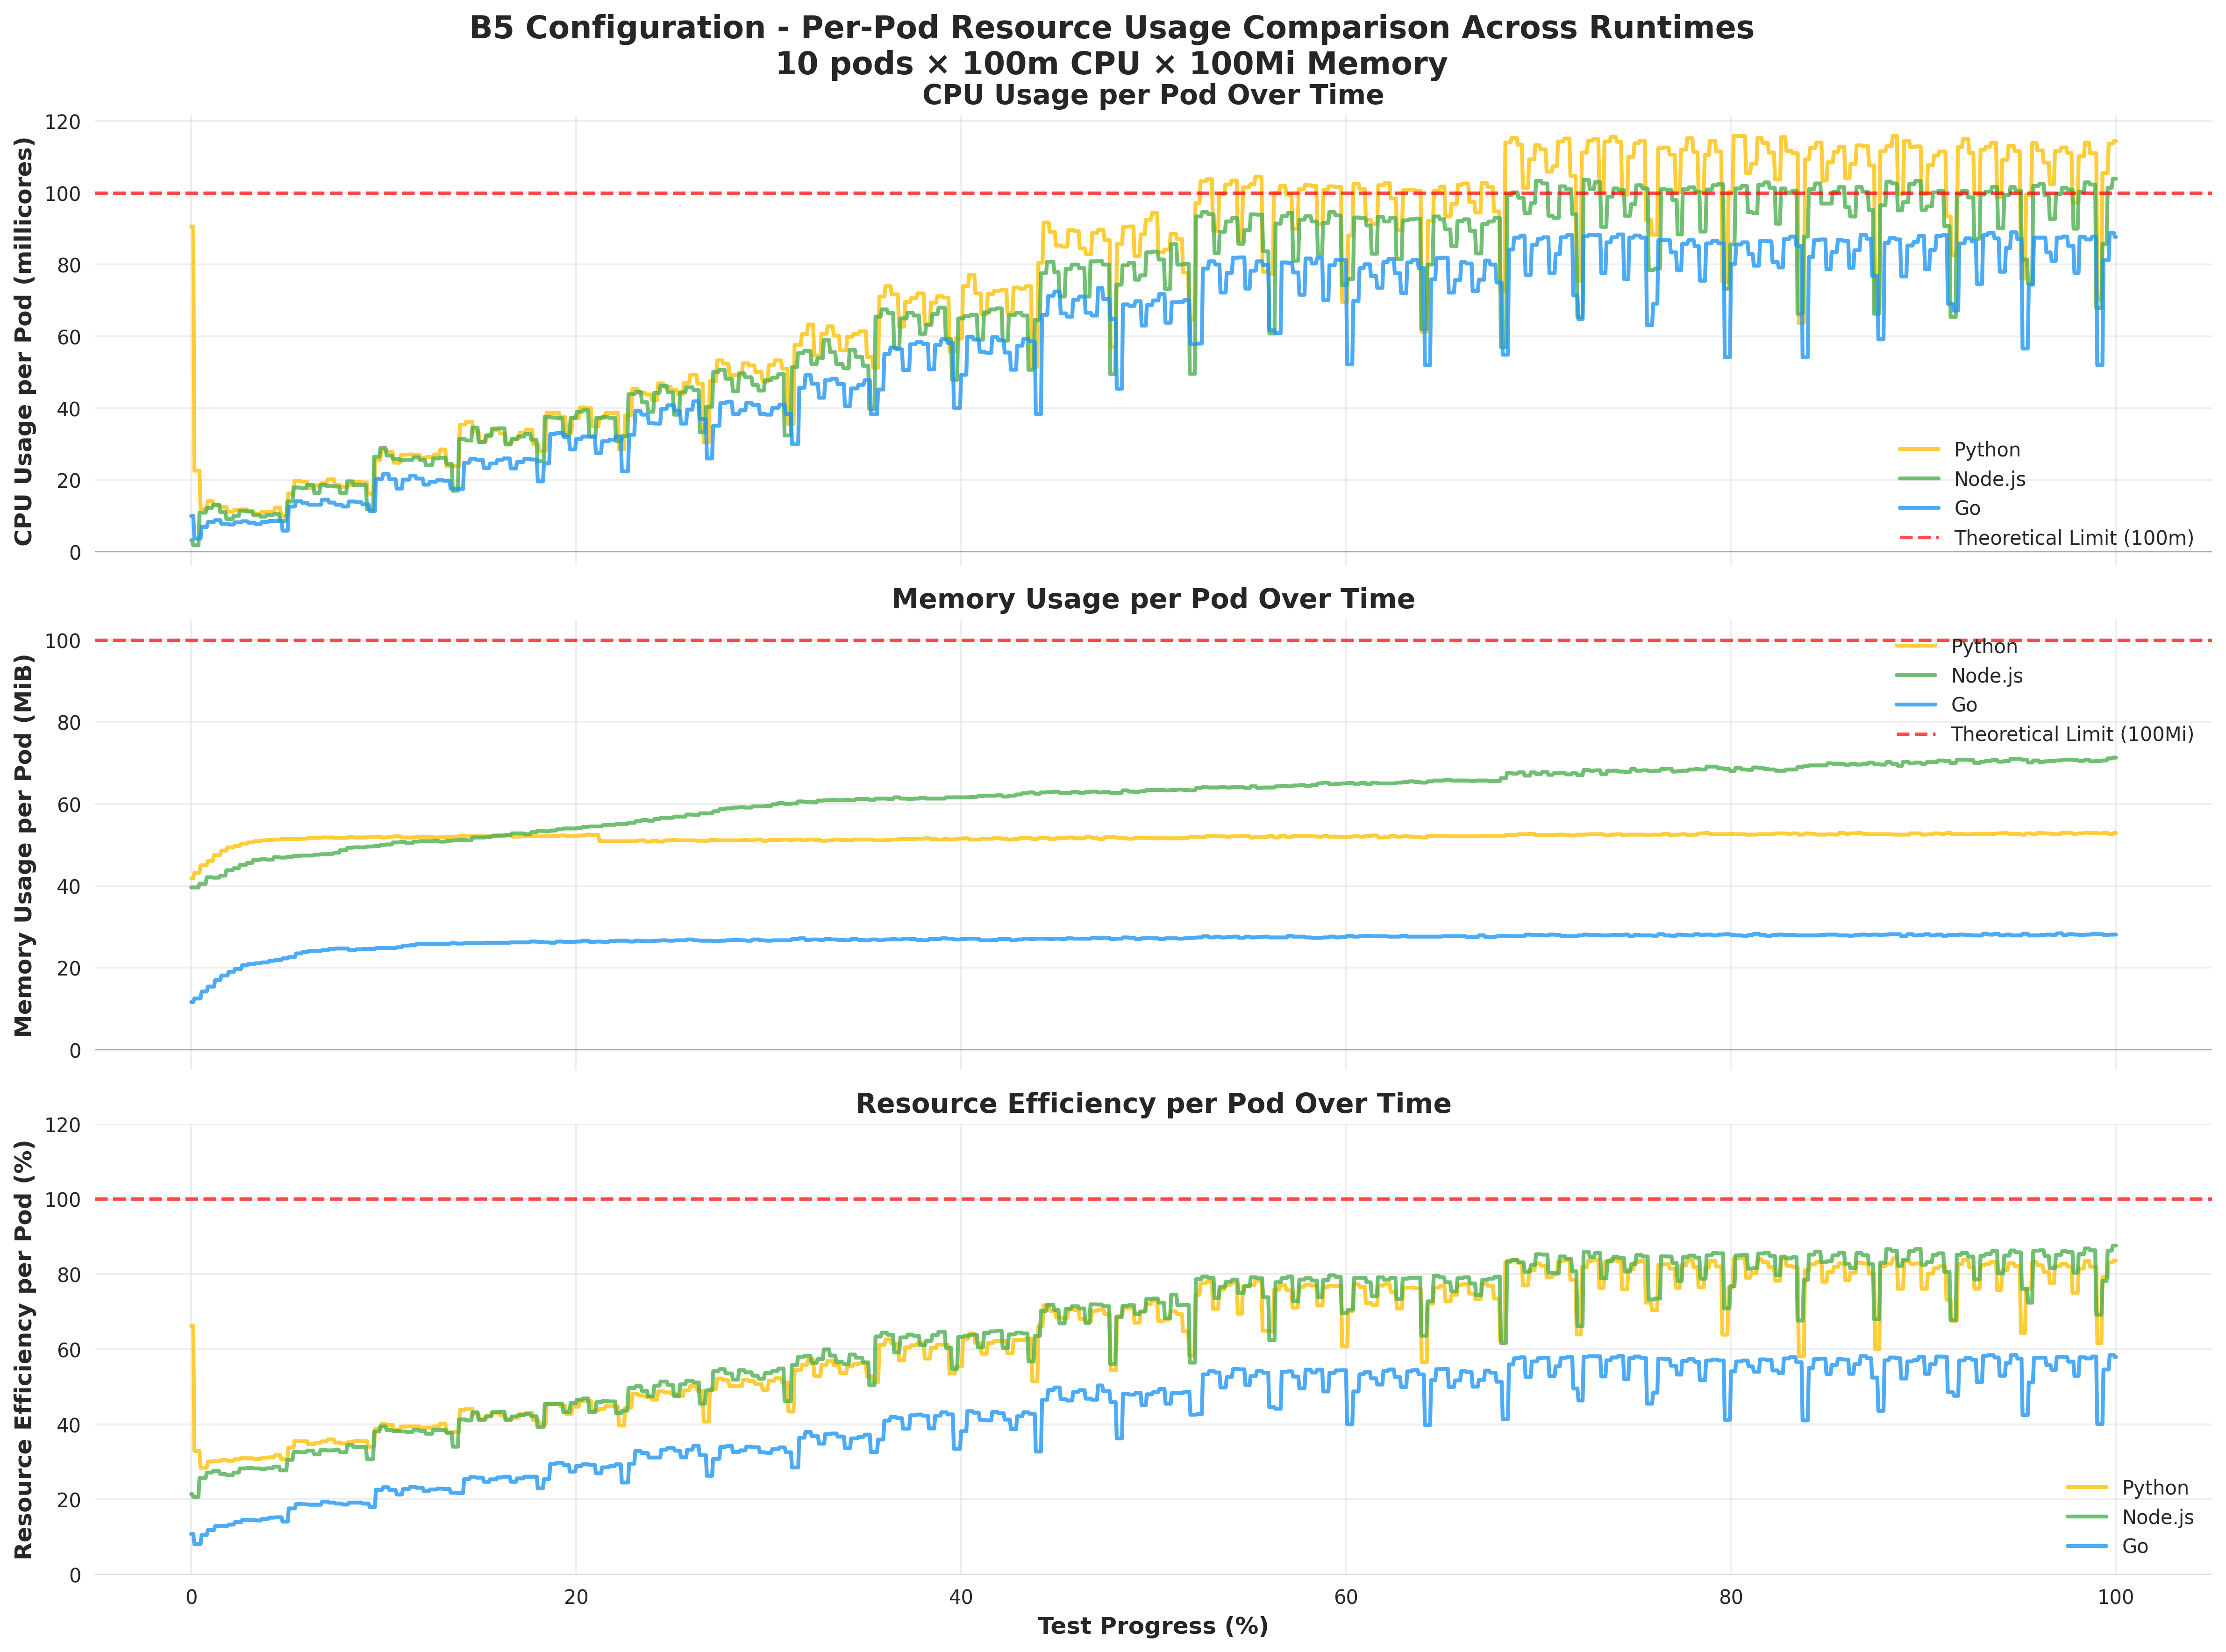 B5 Configuration - Per-Pod Resource Usage Comparison Across Runtimes
10 pods × 100m CPU × 100Mi Memory
CPU Usage per Pod Over Time
CPU Usage per Pod (millicores)
120
100
80
60
40
20
0
Python
Node.js
Go
Theoretical Limit (100m)
Memory Usage per Pod Over Time
Memory Usage per Pod (MiB)
100
80
60
40
20
0
Python
Node.js
Go
Theoretical Limit (100Mi)
Resource Efficiency per Pod Over Time
Resource Efficiency per Pod (%)
120
100
80
60
40
20
0
Python
Node.js
Go
0 20 40 60 80 100
Test Progress (%)